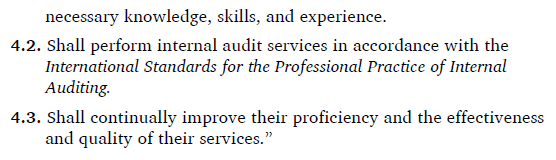 necessary knowledge, skills, and experience.
4.2. Shall perform internal audit services in accordance with the
International Standards for the Professional Practice of Internal
Auditing.
4.3. Shall continually improve their proficiency and the effectiveness
and quality of their services.”